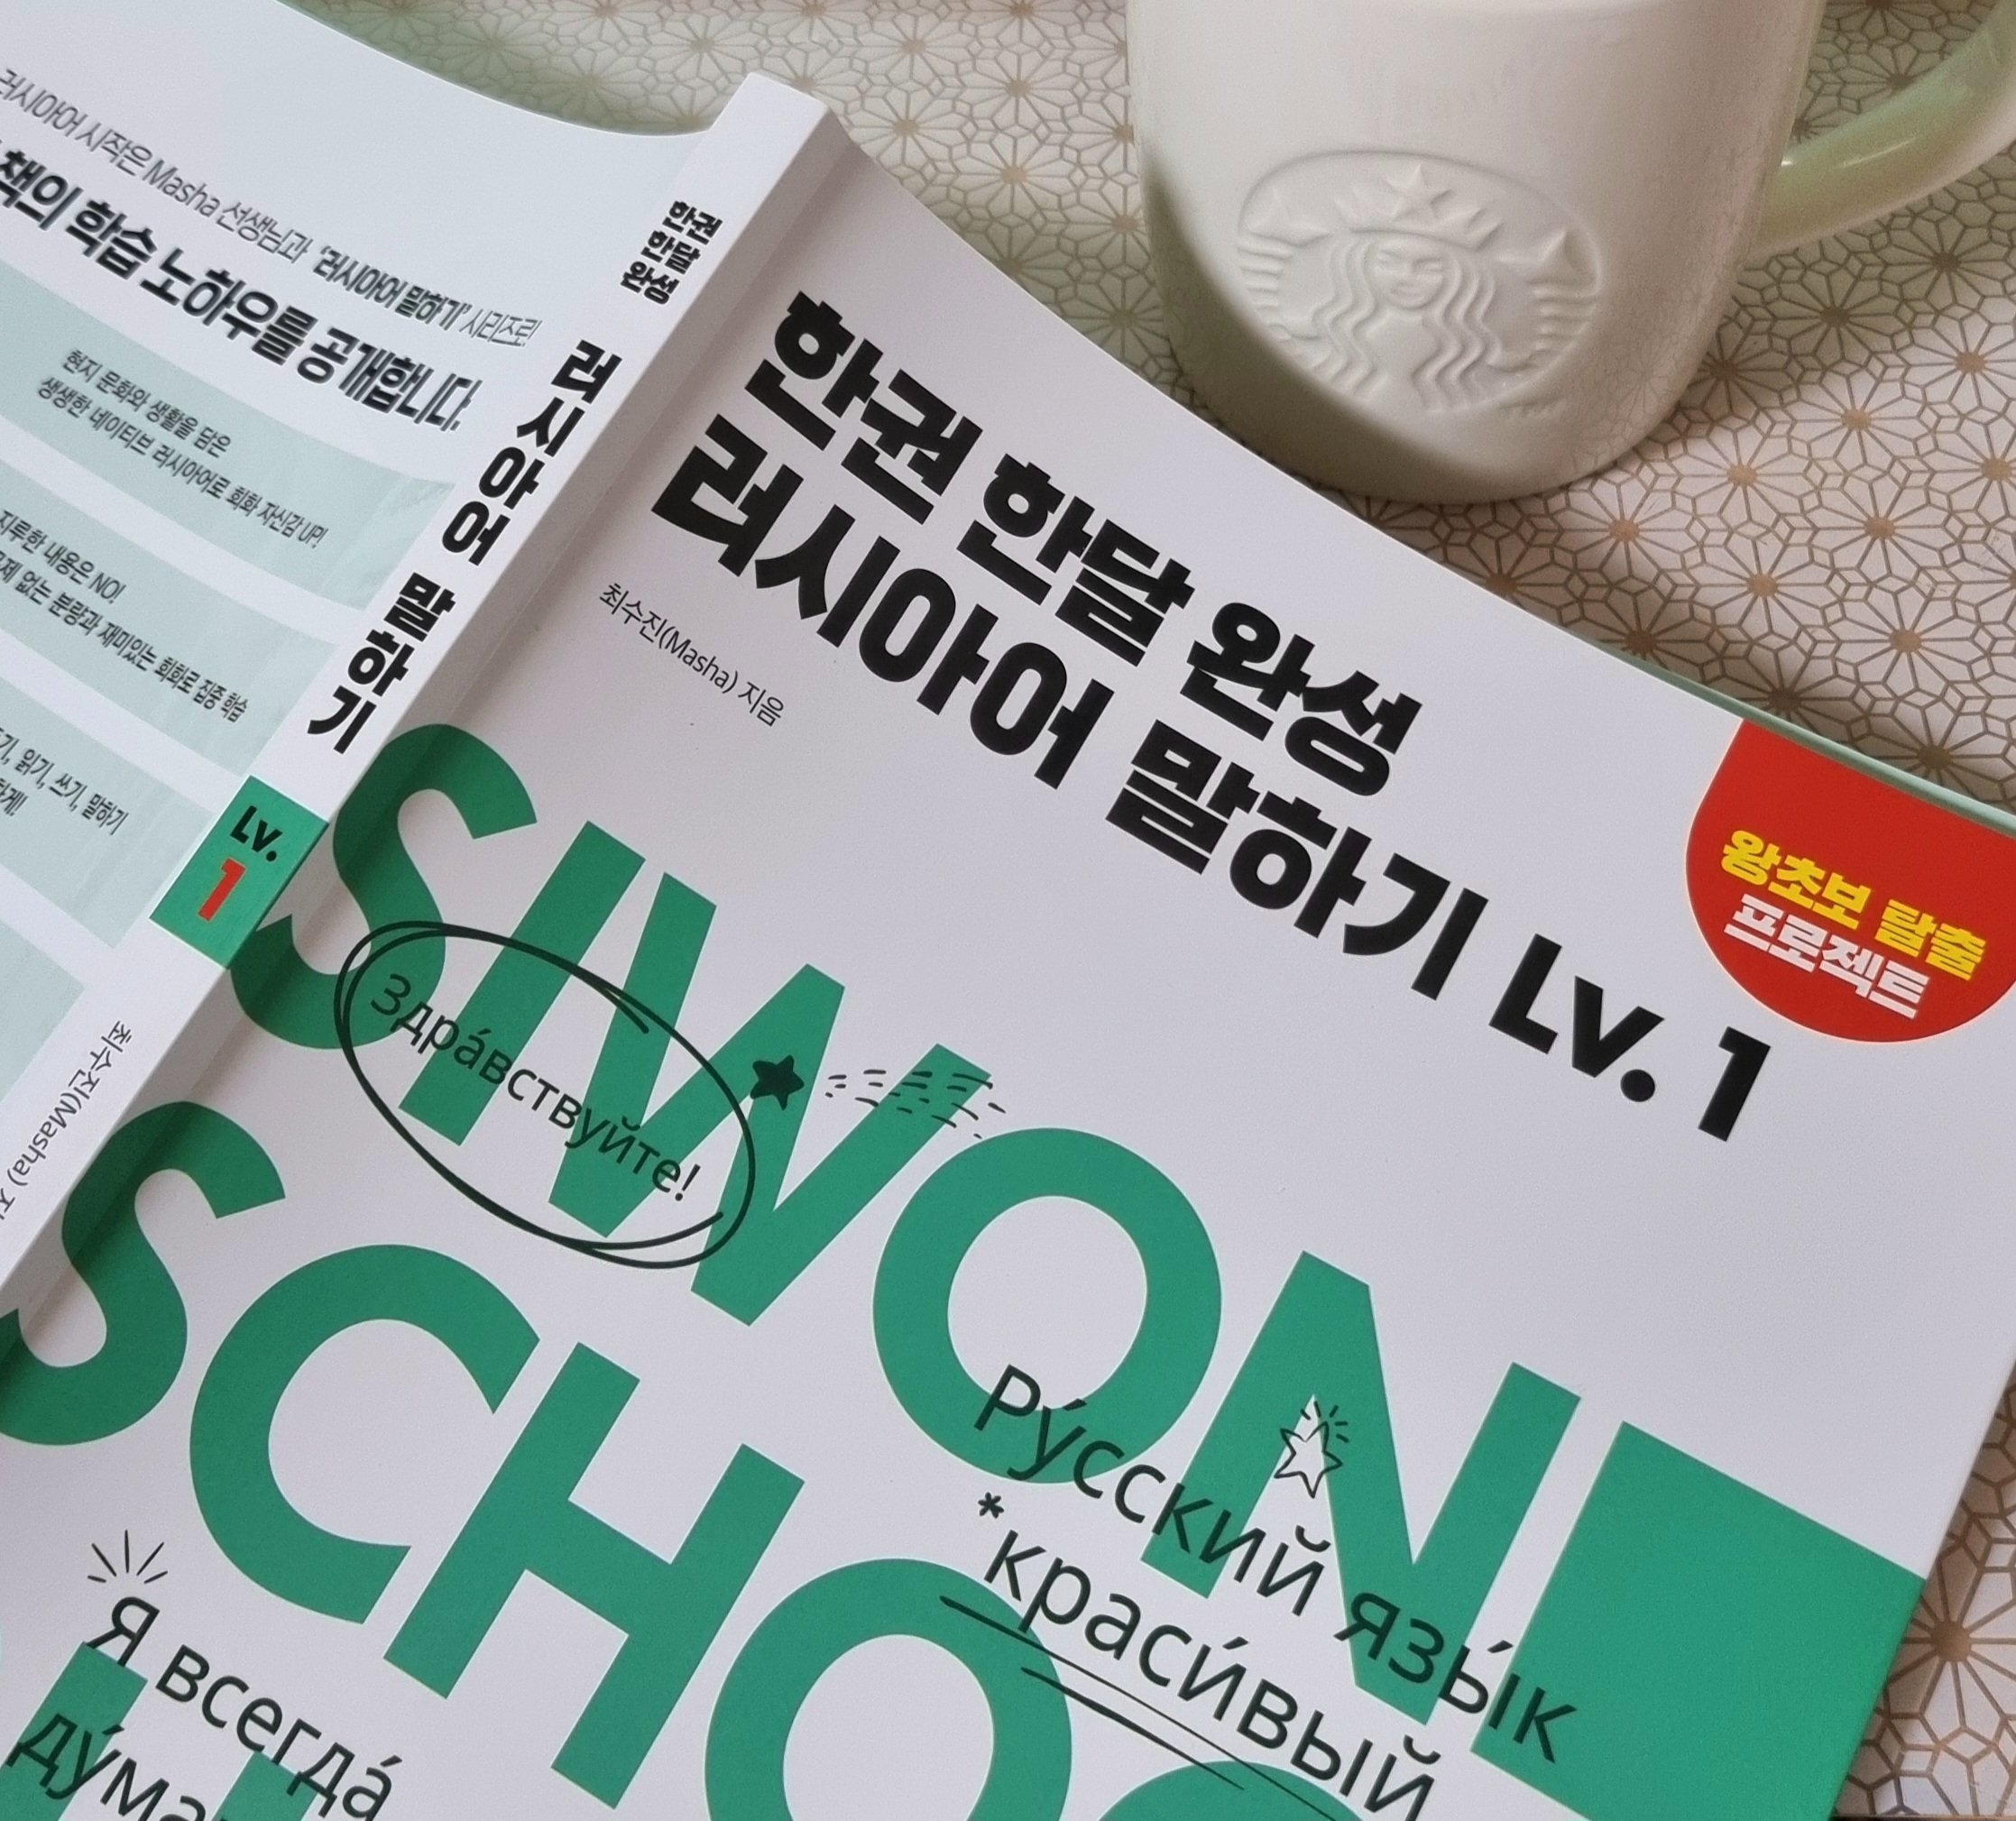 러시아어 시작은 Masha 선생님과 '러시아어 말하기' 시리즈로!
책의 학습 노하우를 공개합니다.
현지 문화와 생활을 담은
생생한 네이티브 러시아어로 회화 자신감 UP!
지루한 내용은 NO!
없는 분량과 재미있는 회화로 집중 학습
읽기, 쓰기, 말하기
한권
한달
완성
러시아어 말하기
Lv.
1
최수진(Masha)
한권 한달 완성
러시아어 말하기 Lv. 1
최수진(Masha) 지음
왕초보 탈출
프로젝트
SIWON
SCHO
Здра́вствуйте!
Ру́сский язы́к
*краси́вый
Я всегда́
ду́ма